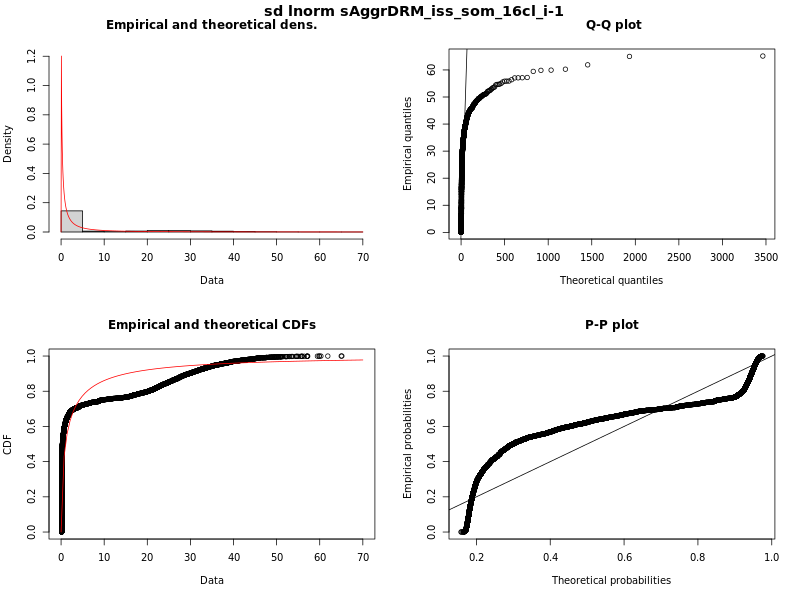 sd lnorm sAggrDRM_iss_som_16cl_i-1
Empirical and theoretical dens.
Density
0.0 0.2 0.4 0.6 0.8 1.0 1.2
0 10 20 30 40 50 60 70
Data
Q-Q plot
Empirical quantiles
0 10 20 30 40 50 60
0 500 1000 1500 2000 2500 3000 3500
Theoretical quantiles
Empirical and theoretical CDFs
CDF
0.0 0.2 0.4 0.6 0.8 1.0
0 10 20 30 40 50 60 70
Data
P-P plot
Empirical probabilities
0.0 0.2 0.4 0.6 0.8 1.0
0.2 0.4 0.6 0.8 1.0
Theoretical probabilities